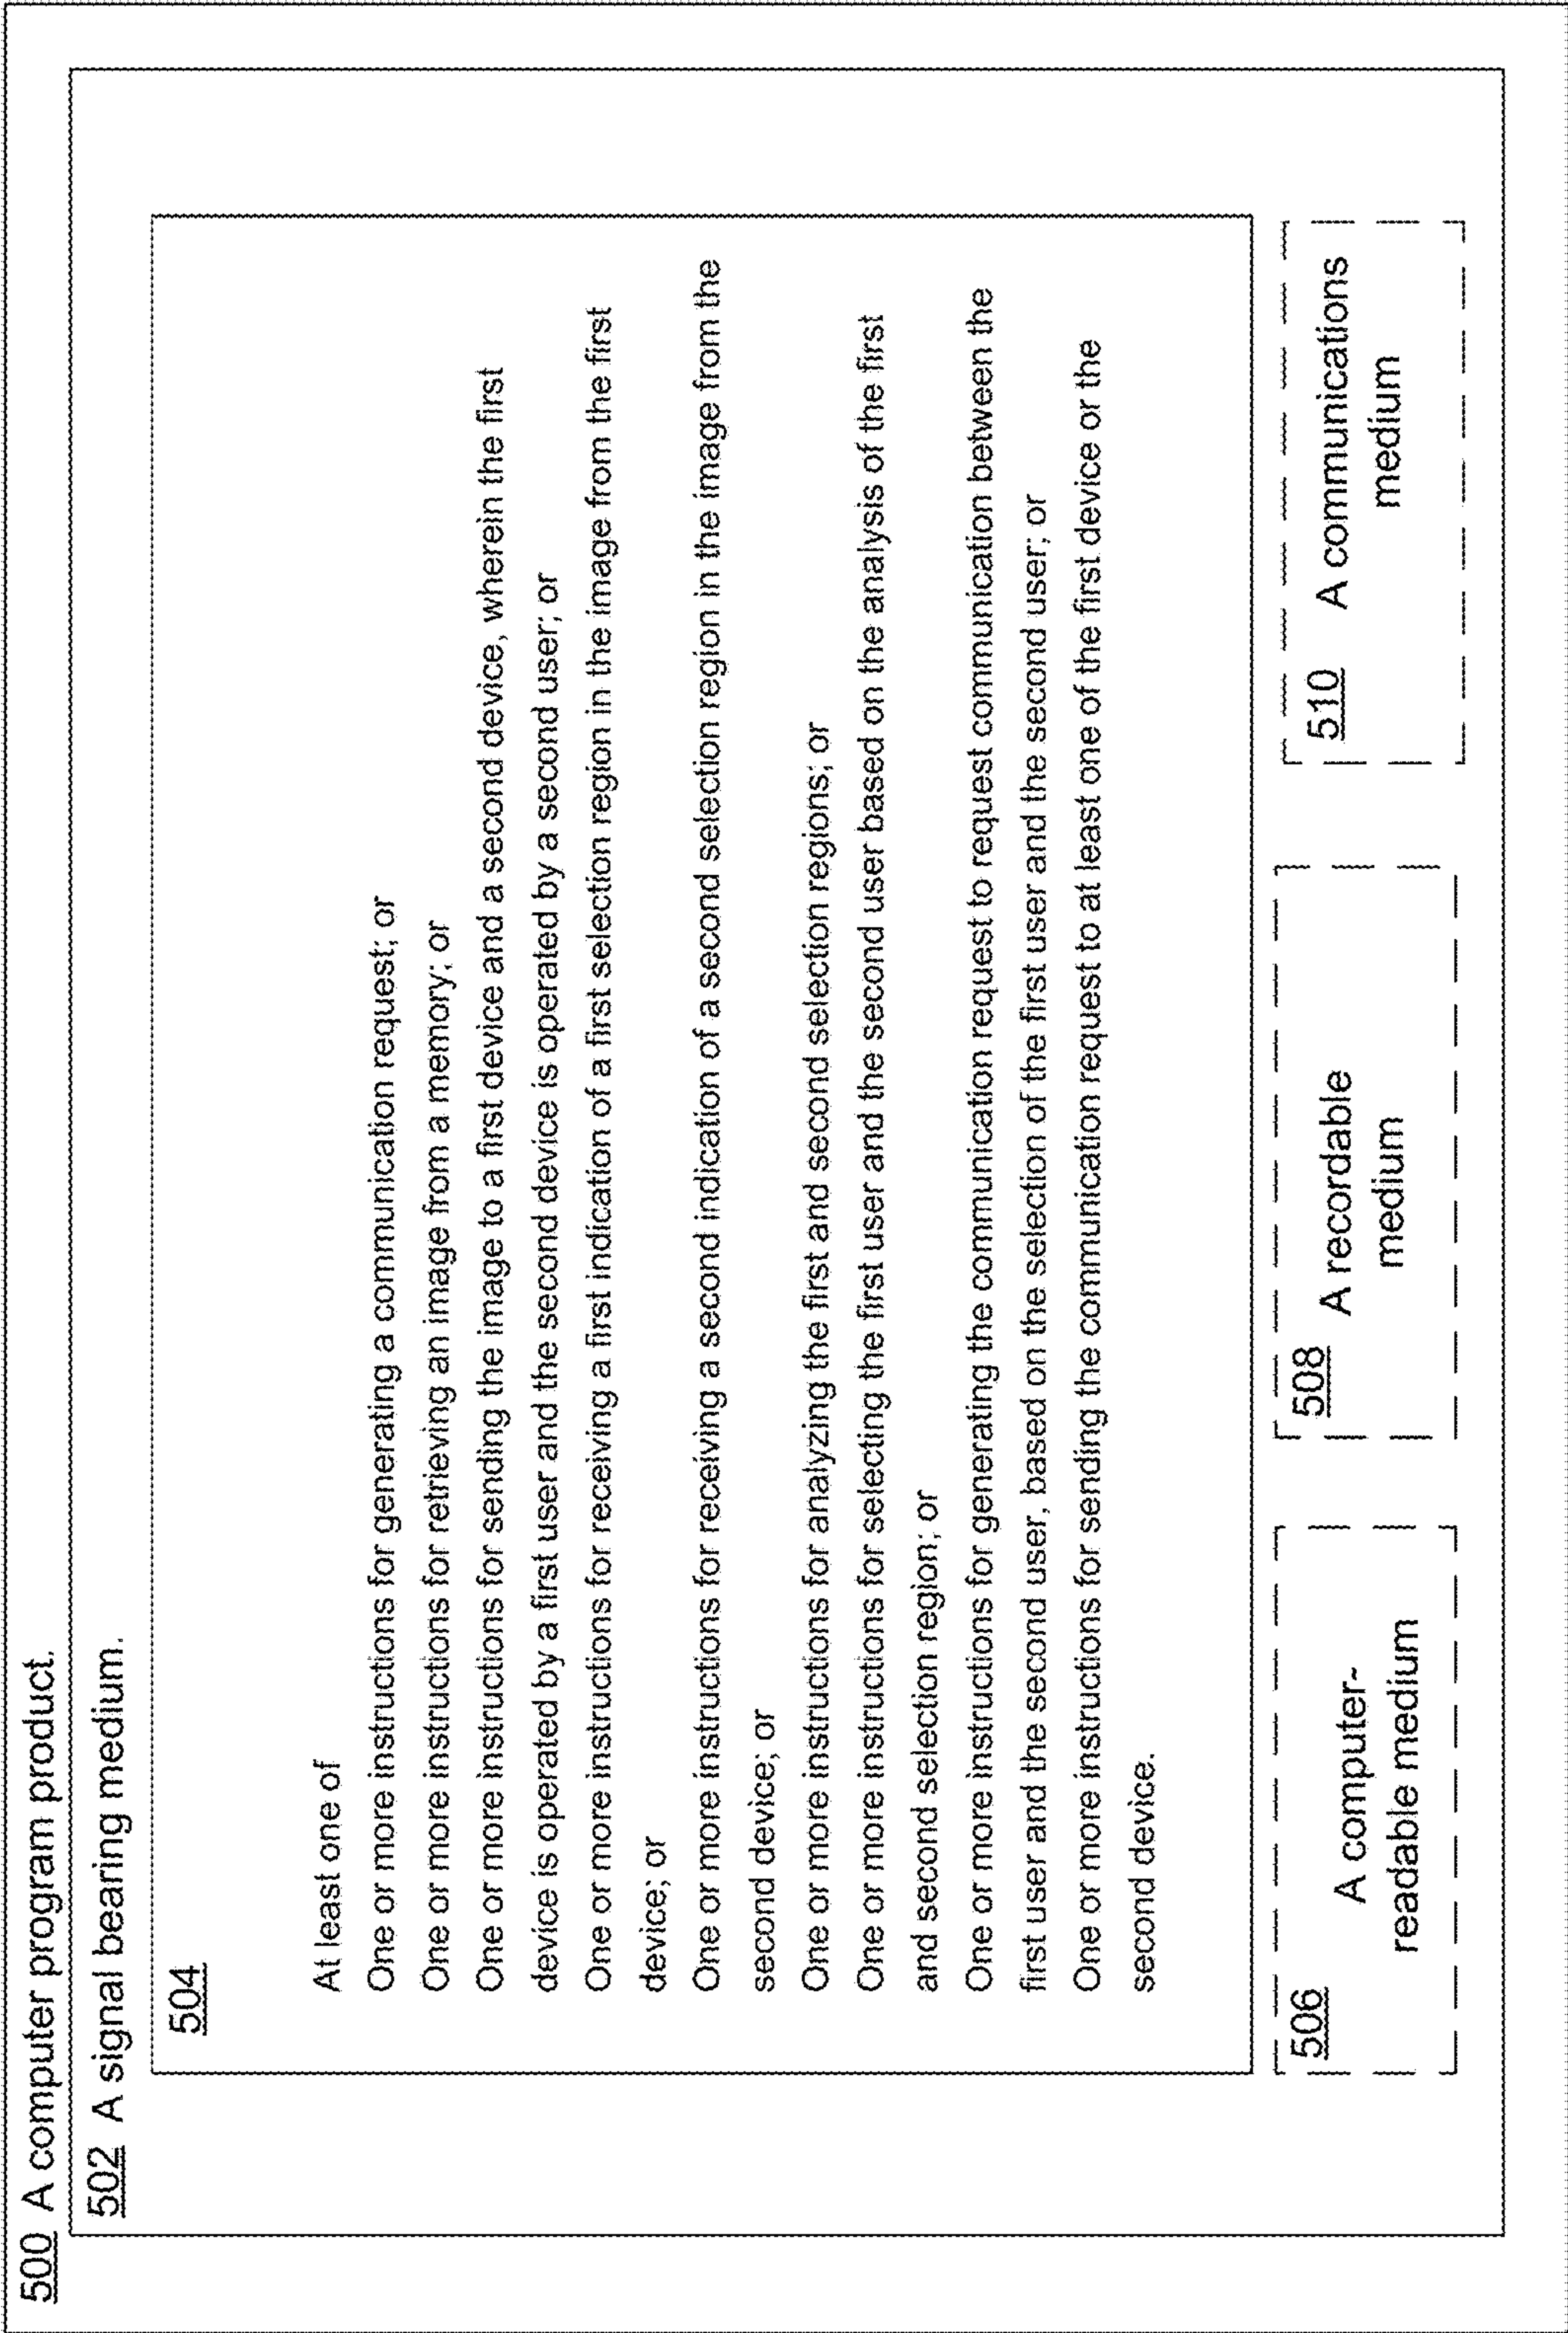 500 A computer program product.
502 A signal bearing medium.
504
At least one of
One or more instructions for generating a communication request; or
One or more instructions for retrieving an image from a memory; or
One or more instructions for sending the image to a first device and a second device, wherein the first
device is operated by a first user and the second device is operated by a second user; or
One or more instructions for receiving a first indication of a first selection region in the image from the first
device; or
One or more instructions for receiving a second indication of a second selection region in the image from the
second device; or
One or more instructions for analyzing the first and second selection regions; or
One or more instructions for selecting the first user and the second user based on the analysis of the first
and second selection region; or
One or more instructions for generating the communication request to request communication between the
first user and the second user, based on the selection of the first user and the second user; or
One or more instructions for sending the communication request to at least one of the first device or the
second device.
506
A computer-
readable medium
508
A recordable
medium
510
A communications
medium